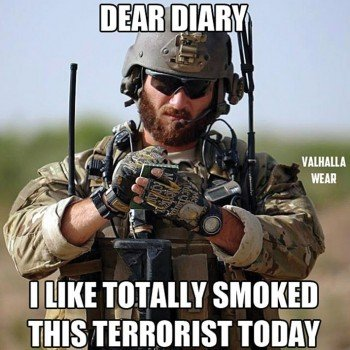 DEAR DIARY
VALHALLA
WEAR
I LIKE TOTALLY SMOKED
THIS TERRORIST TODAY